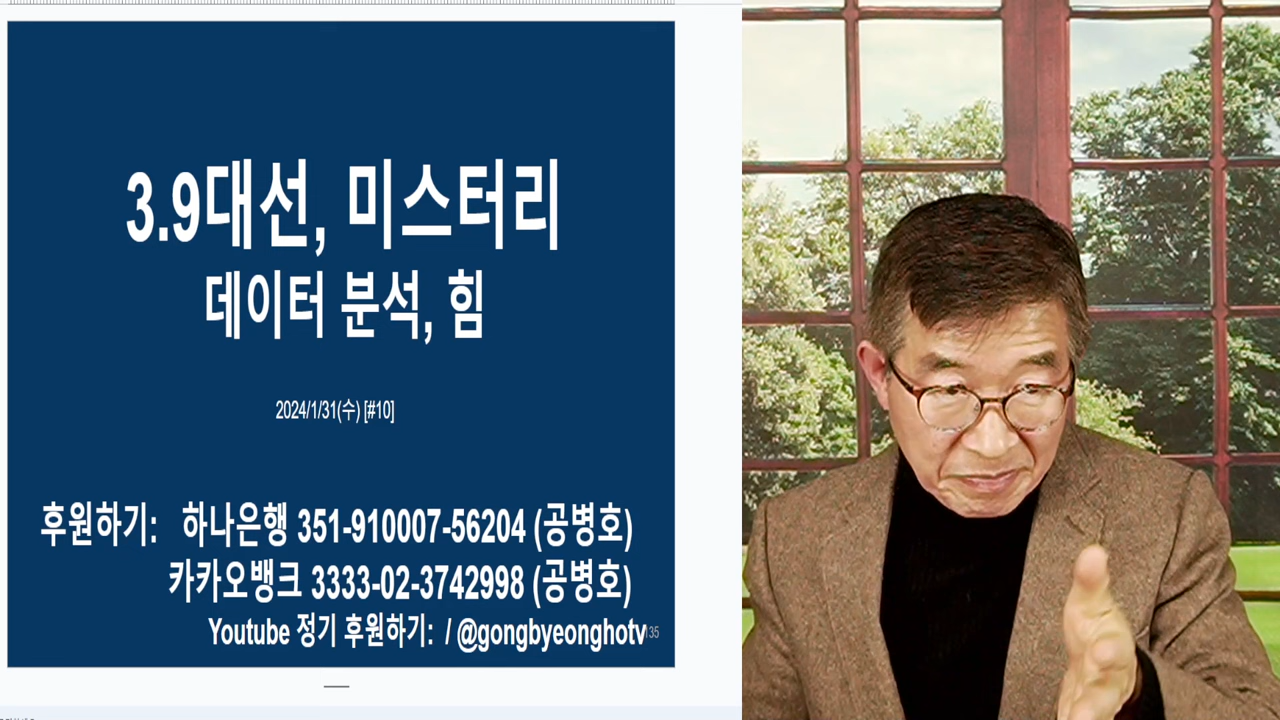 3.9대선, 미스터리
데이터 분석, 힘
2024/1/31(수) [#10]
후원하기: 하나은행 351-910007-56204 (공병호)
카카오뱅크 3333-02-3742998 (공병호)
Youtube 정기 후원하기: / @gongbyeonghotv
135